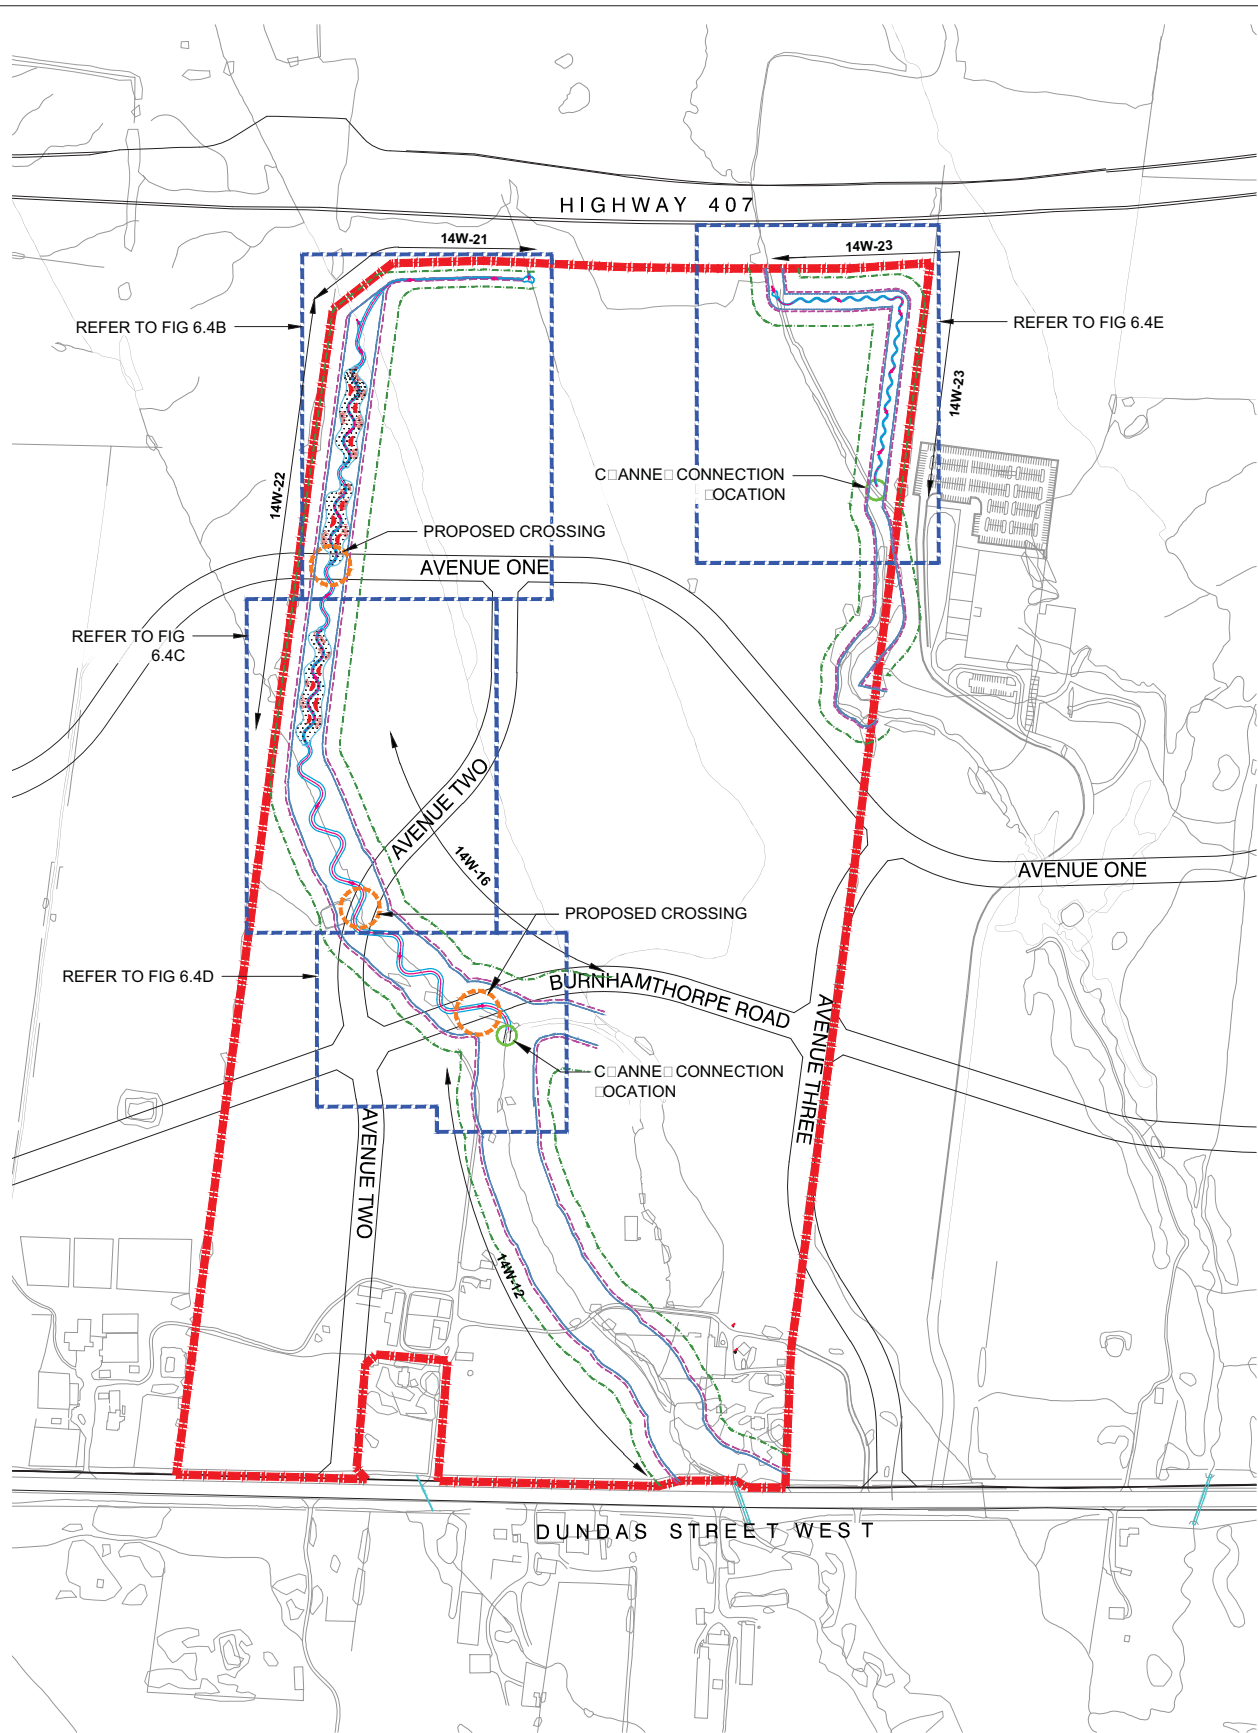 HIGHWAY 407
14W-21
14W-23
REFER TO FIG 6.4B
REFER TO FIG 6.4E
14W-23
C□ANNE□ CONNECTION
□OCATION
14W-22
PROPOSED CROSSING
AVENUE ONE
REFER TO FIG
6.4C
AVENUE TWO
14W-16
AVENUE ONE
PROPOSED CROSSING
REFER TO FIG 6.4D
BURNHAMTHORPE ROAD
AVENUE THREE
C□ANNE□ CONNECTION
□OCATION
AVENUE TWO
14W-12
DUNDAS STREET WEST